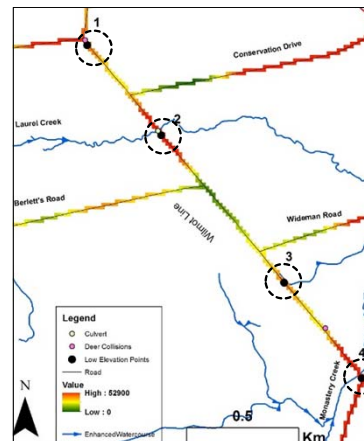 1
Conservation Drive
Laurel Creek
2
Berlett's Road
Wilmot Line
Wideman Road
3
4
Monastery Creek
Legend
Culvert
Deer Collisions
Low Elevation Points
Road
Value
High : 52900
Low : 0
EnhancedWatercourse
N
0.5
Km